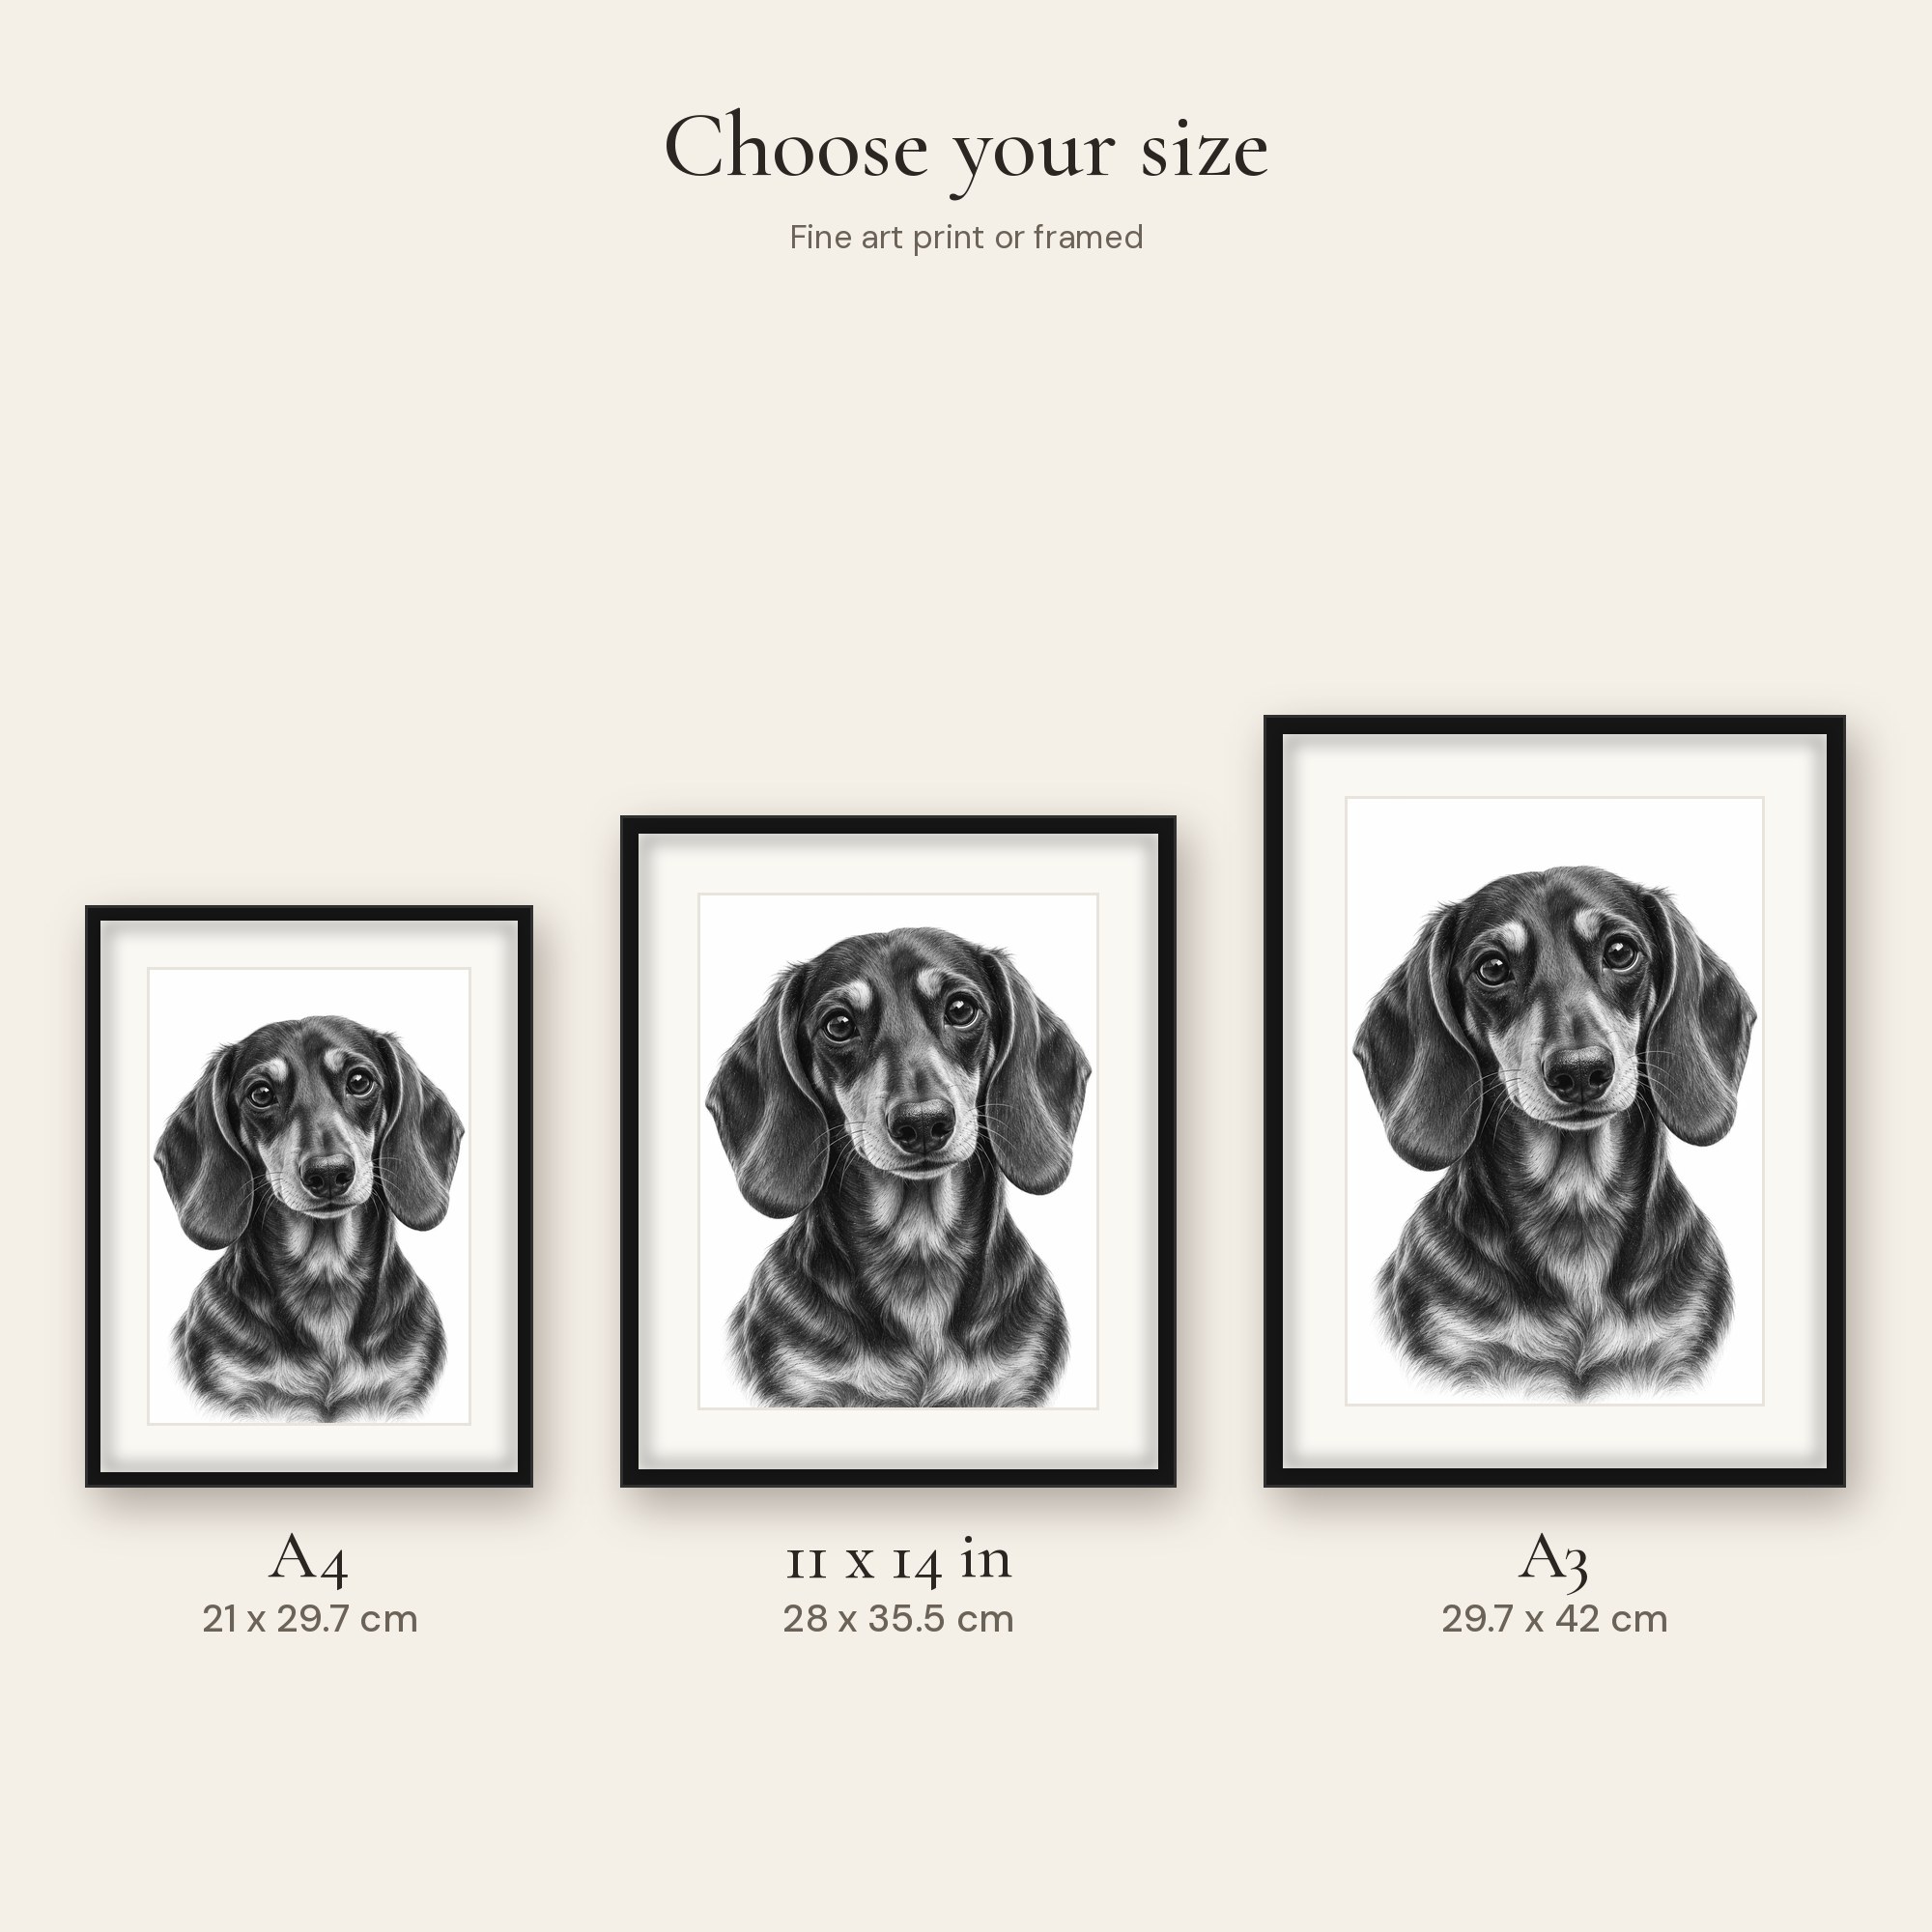 Choose your size
Fine art print or framed
A4
11 x 14 in
A3
21 x 29.7 cm
28 x 35.5 cm
29.7 x 42 cm